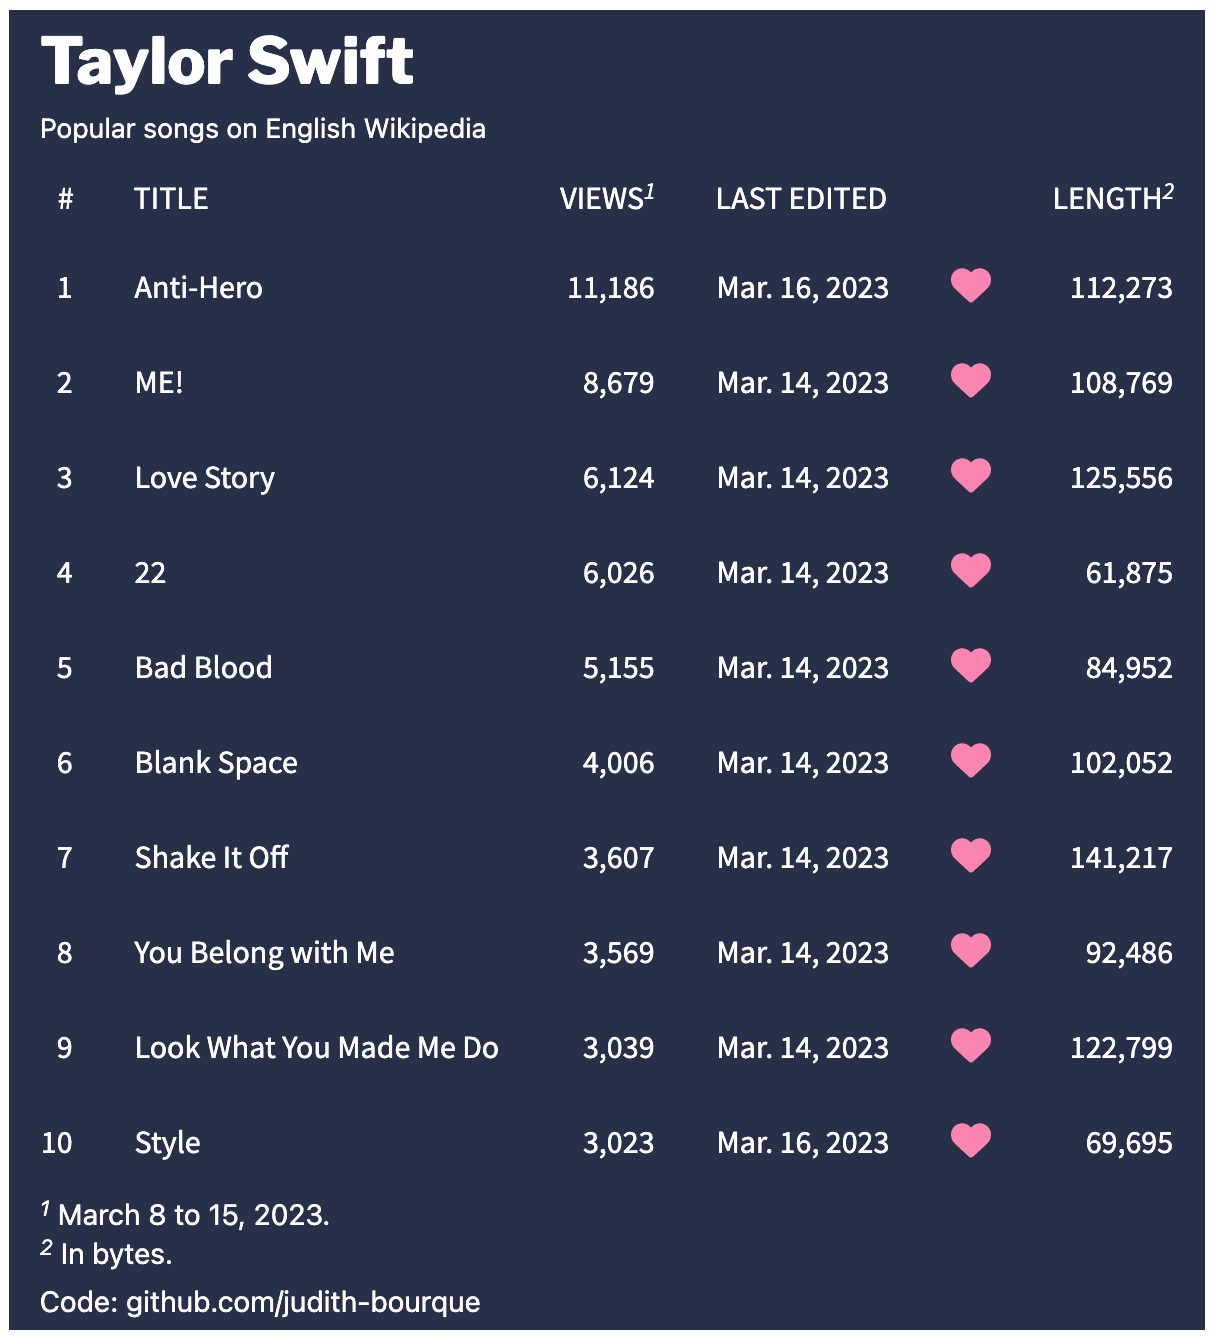 Taylor Swift
Popular songs on English Wikipedia
# TITLE VIEWS1 LAST EDITED LENGTH2
1 Anti-Hero 11,186 Mar. 16, 2023 112,273
2 ME! 8,679 Mar. 14, 2023 108,769
3 Love Story 6,124 Mar. 14, 2023 125,556
4 22 6,026 Mar. 14, 2023 61,875
5 Bad Blood 5,155 Mar. 14, 2023 84,952
6 Blank Space 4,006 Mar. 14, 2023 102,052
7 Shake It Off 3,607 Mar. 14, 2023 141,217
8 You Belong with Me 3,569 Mar. 14, 2023 92,486
9 Look What You Made Me Do 3,039 Mar. 14, 2023 122,799
10 Style 3,023 Mar. 16, 2023 69,695
1 March 8 to 15, 2023.
2 In bytes.
Code: github.com/judith-bourque